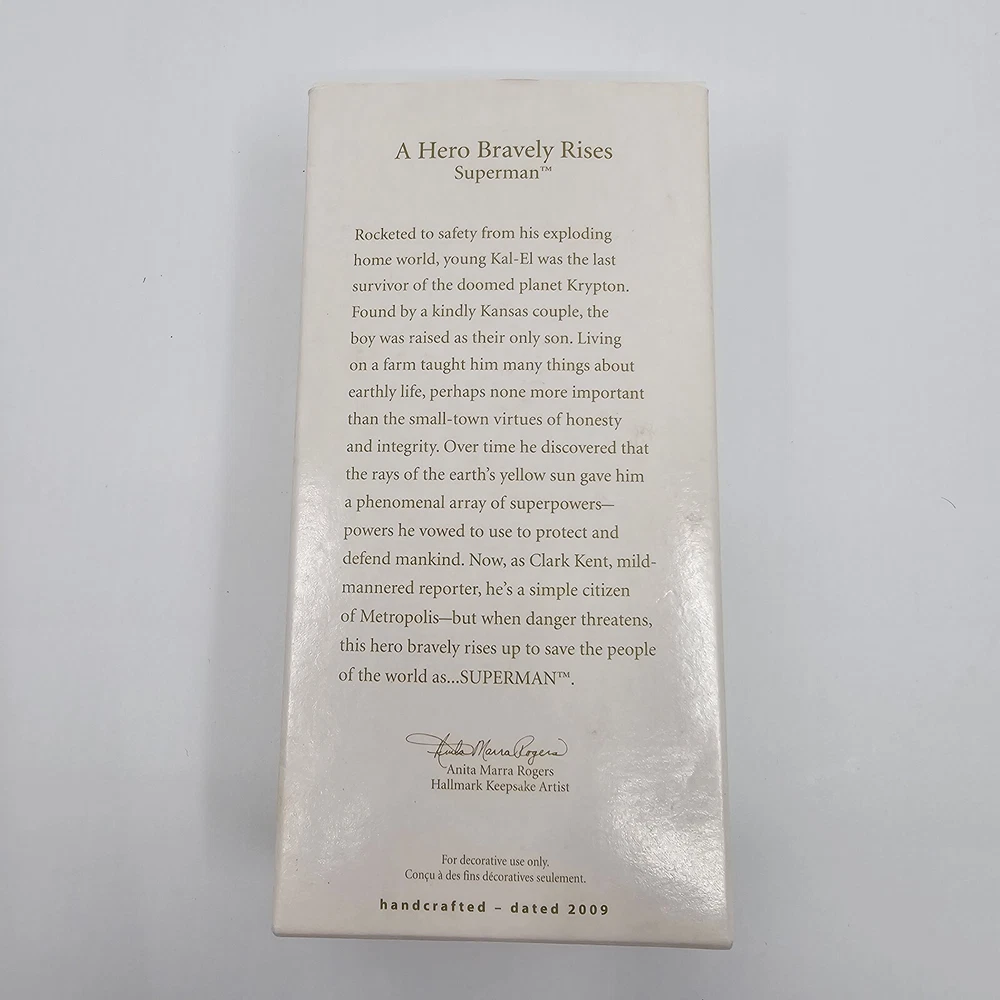 A Hero Bravely Rises
Superman™
Rocketed to safety from his exploding
home world, young Kal-El was the last
survivor of the doomed planet Krypton.
Found by a kindly Kansas couple, the
boy was raised as their only son. Living
on a farm taught him many things about
earthly life, perhaps none more important
than the small-town virtues of honesty
and integrity. Over time he discovered that
the rays of the earth's yellow sun gave him
a phenomenal array of superpowers—
powers he vowed to use to protect and
defend mankind. Now, as Clark Kent, mild-
mannered reporter, he's a simple citizen
of Metropolis—but when danger threatens,
this hero bravely rises up to save the people
of the world as...SUPERMAN™.
Anita Marra Rogers
Anita Marra Rogers
Hallmark Keepsake Artist
For decorative use only.
Conçu à des fins décoratives seulement.
handcrafted – dated 2009